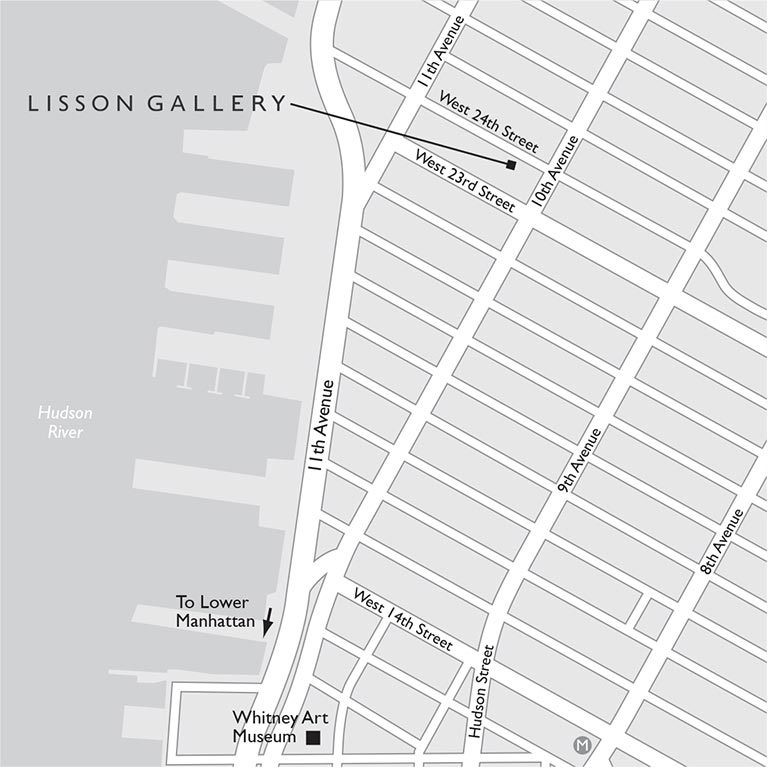 11th Avenue
LISSON GALLERY
West 24th Street
West 23rd Street
10th Avenue
11th Avenue
Hudson
River
9th Avenue
8th Avenue
To Lower
Manhattan
West 14th Street
Hudson Street
Whitney Art
Museum
M